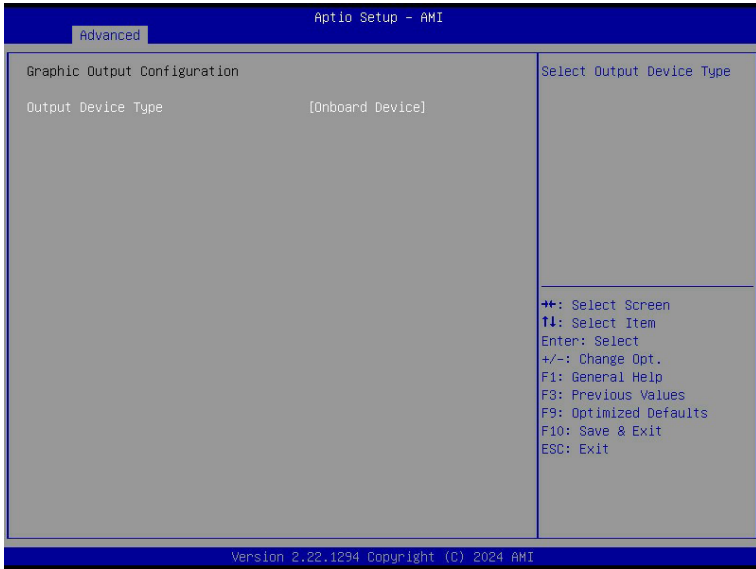 Aptio Setup – AMI
Advanced
Graphic Output Configuration
Output Device Type [Onboard Device]
Select Output Device Type
→←: Select Screen
↑↓: Select Item
Enter: Select
+/-: Change Opt.
F1: General Help
F3: Previous Values
F9: Optimized Defaults
F10: Save & Exit
ESC: Exit
Version 2.22.1294 Copyright (C) 2024 AMI